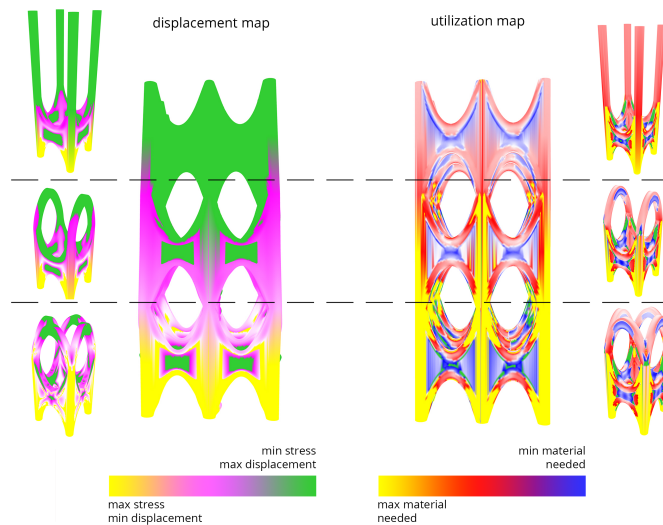 displacement map
utilization map
min stress
max displacement
max stress
min displacement
min material
needed
max material
needed